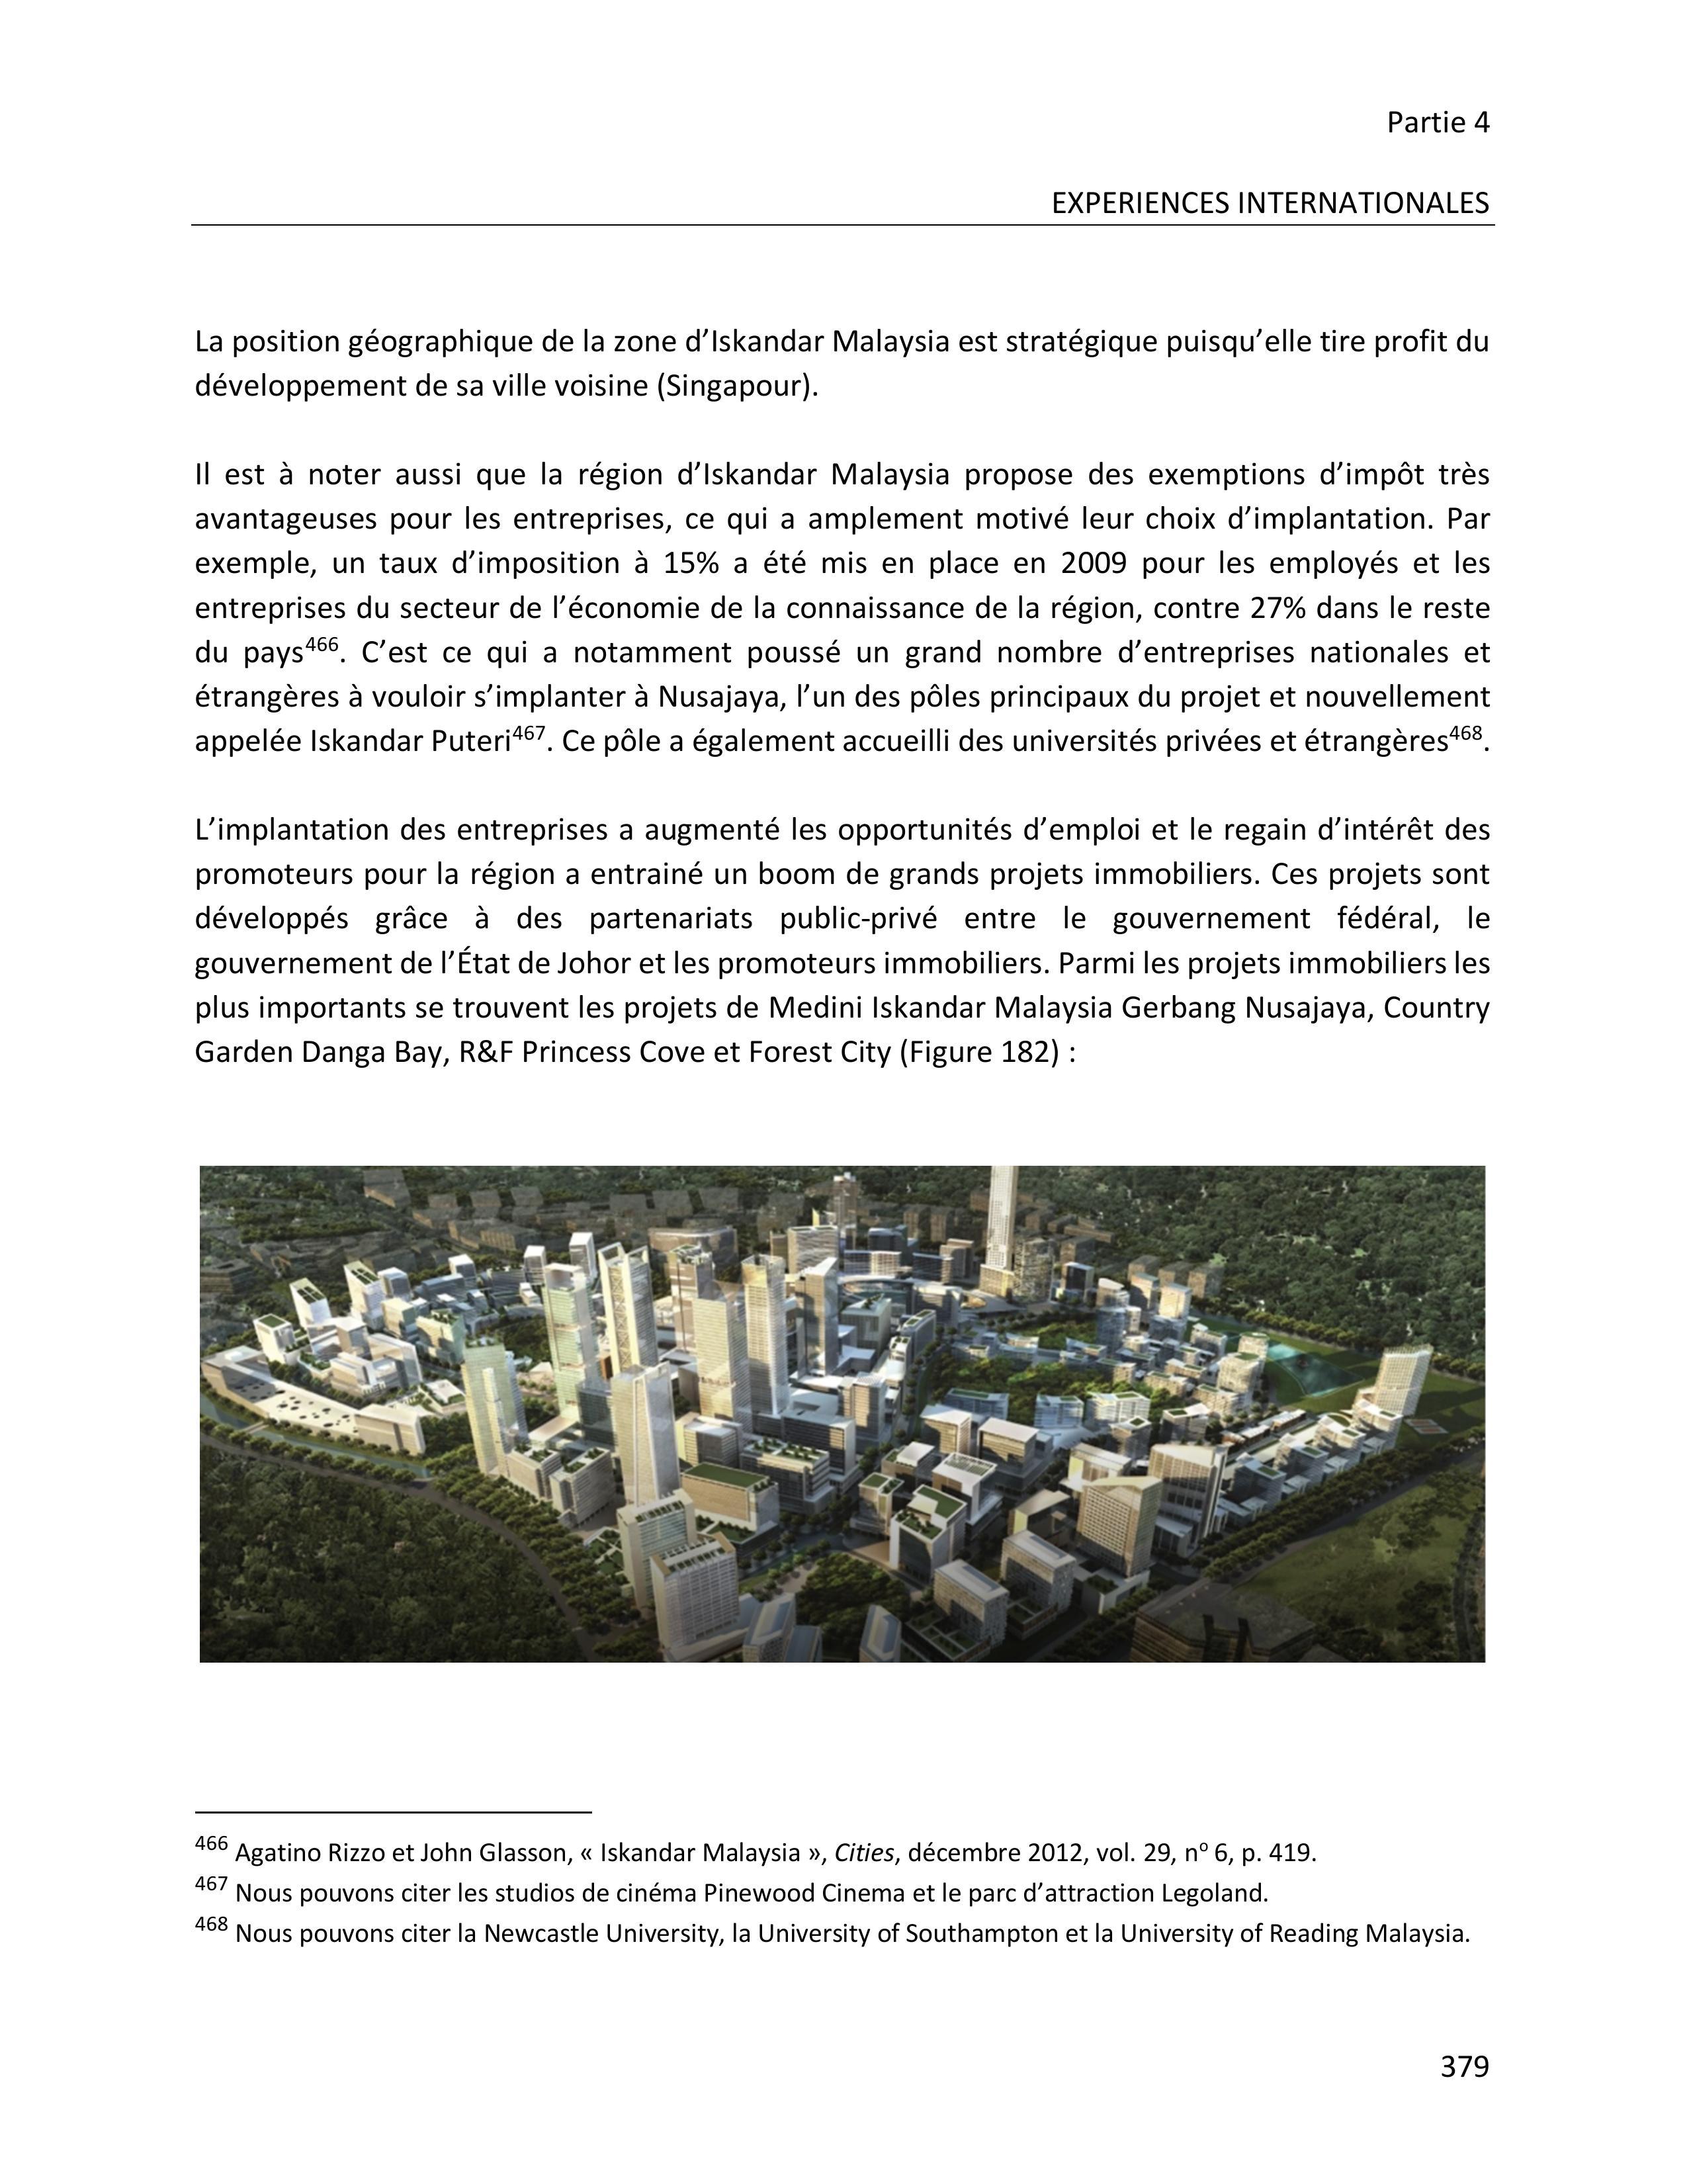 Partie 4
EXPERIENCES INTERNATIONALES
La position géographique de la zone d’Iskandar Malaysia est stratégique puisqu’elle tire profit du
développement de sa ville voisine (Singapour).
Il est à noter aussi que la région d’Iskandar Malaysia propose des exemptions d’impôt très
avantageuses pour les entreprises, ce qui a amplement motivé leur choix d’implantation. Par
exemple, un taux d’imposition à 15% a été mis en place en 2009 pour les employés et les
entreprises du secteur de l’économie de la connaissance de la région, contre 27% dans le reste
du pays466. C’est ce qui a notamment poussé un grand nombre d’entreprises nationales et
étrangères à vouloir s’implanter à Nusajaya, l’un des pôles principaux du projet et nouvellement
appelée Iskandar Puteri467. Ce pôle a également accueilli des universités privées et étrangères468.
L’implantation des entreprises a augmenté les opportunités d’emploi et le regain d’intérêt des
promoteurs pour la région a entrainé un boom de grands projets immobiliers. Ces projets sont
développés grâce à des partenariats public-privé entre le gouvernement fédéral, le
gouvernement de l’État de Johor et les promoteurs immobiliers. Parmi les projets immobiliers les
plus importants se trouvent les projets de Medini Iskandar Malaysia Gerbang Nusajaya, Country
Garden Danga Bay, R&F Princess Cove et Forest City (Figure 182) :
466 Agatino Rizzo et John Glasson, « Iskandar Malaysia », Cities, décembre 2012, vol. 29, nº 6, p. 419.
467 Nous pouvons citer les studios de cinéma Pinewood Cinema et le parc d’attraction Legoland.
468 Nous pouvons citer la Newcastle University, la University of Southampton et la University of Reading Malaysia.
379